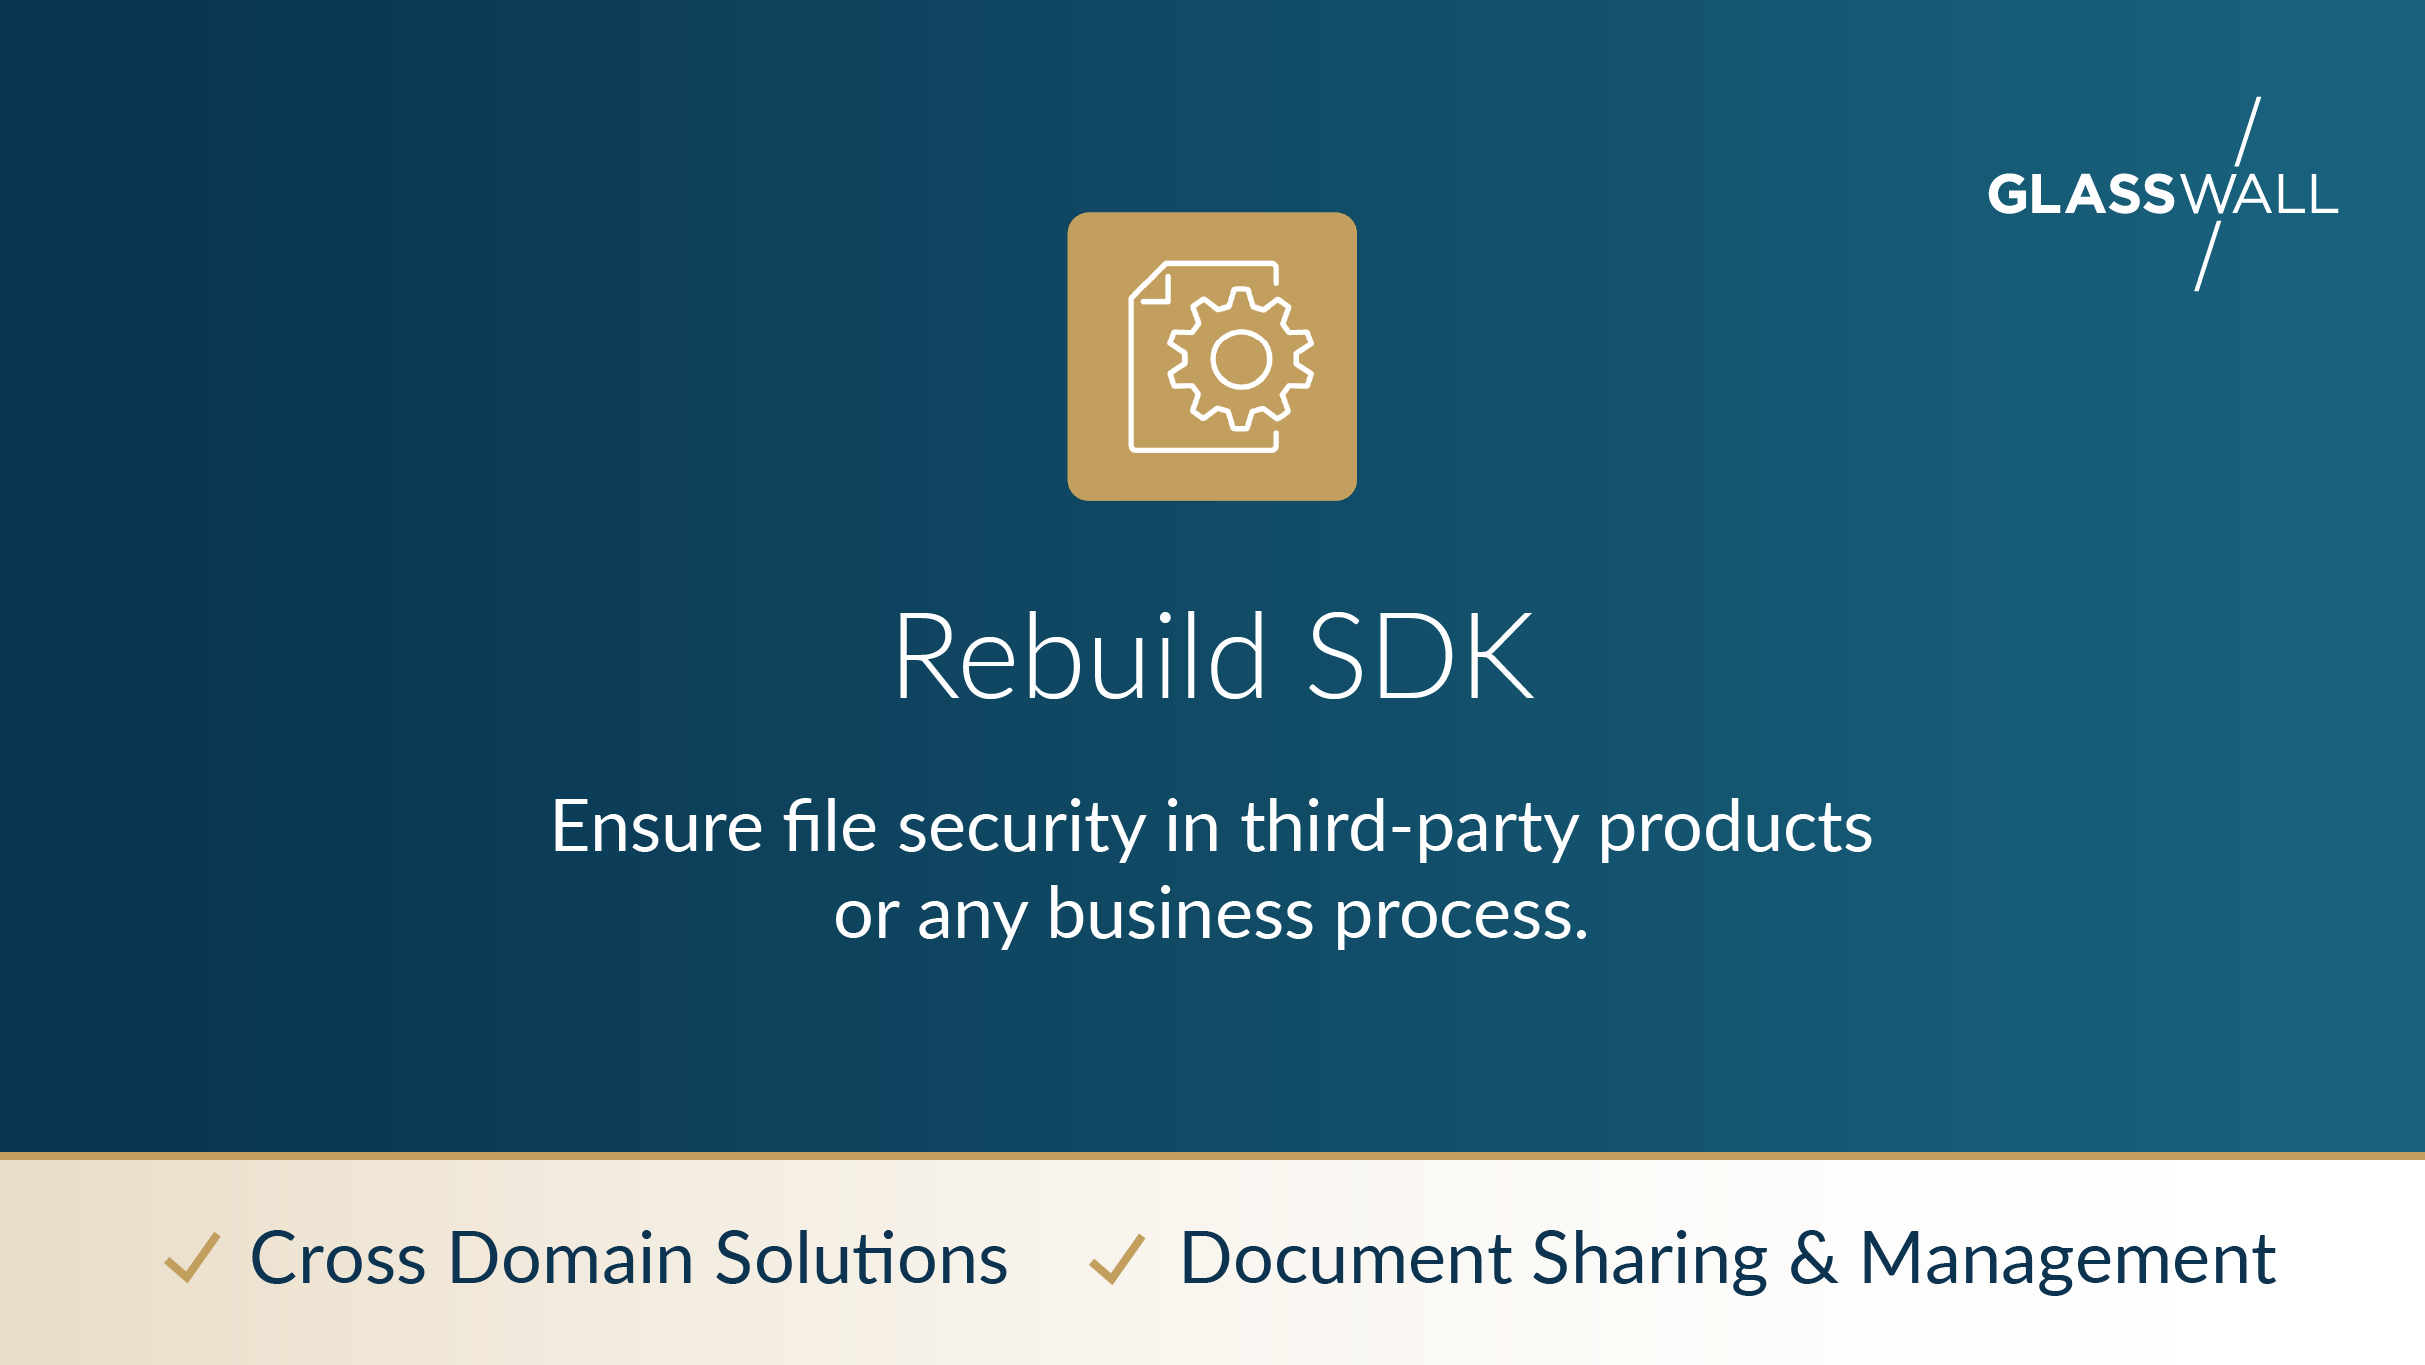 GLASSWALL
Rebuild SDK
Ensure file security in third-party products
or any business process.
Cross Domain Solutions
Document Sharing & Management